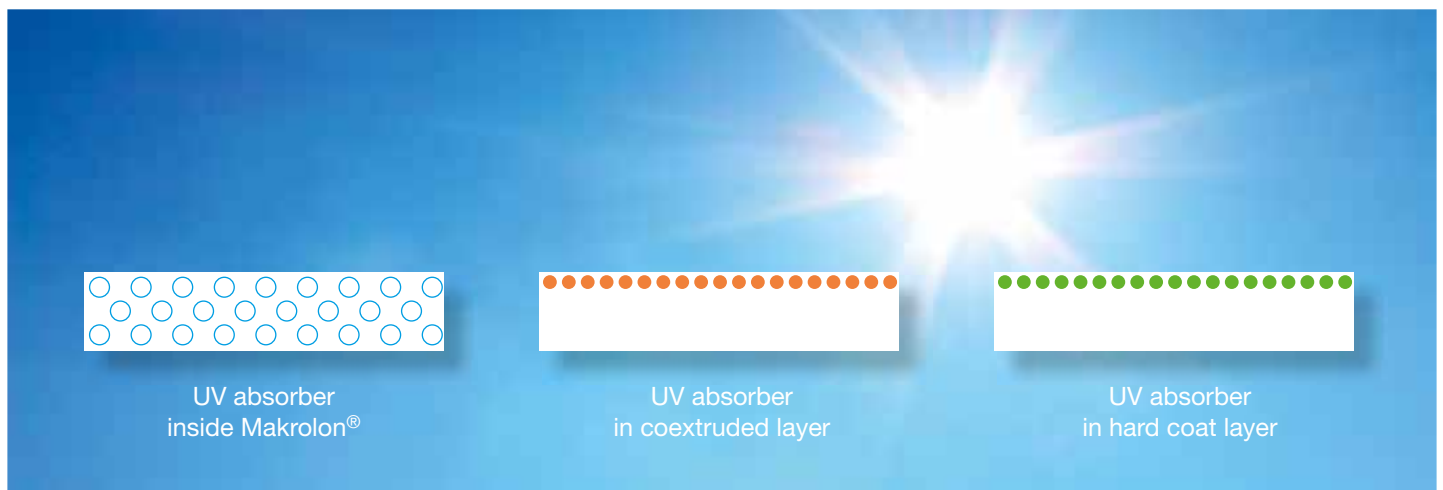 UV absorber
inside Makrolon®
UV absorber
in coextruded layer
UV absorber
in hard coat layer